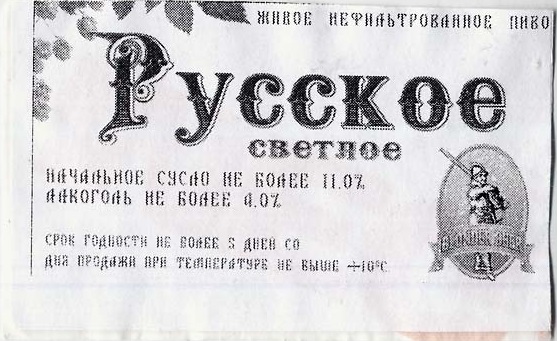 ЖИВОЕ НЕФИЛЬТРОВАННОЕ ПИВО
Русское
светлое
НАЧАЛЬНОЕ СУСЛО НЕ БОЛЕЕ 11.0%
АЛКОГОЛЬ НЕ БОЛЕЕ 4.0%
СРОК ГОДНОСТИ НЕ БОЛЕЕ 5 ДНЕЙ СО
ДНЯ ПРОДАЖИ ПРИ ТЕМПЕРАТУРЕ НЕ ВЫШЕ +10°C